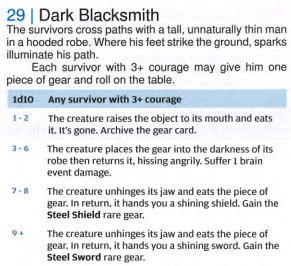 29 | Dark Blacksmith
The survivors cross paths with a tall, unnaturally thin man
in a hooded robe. Where his feet strike the ground, sparks
illuminate his path.
Each survivor with 3+ courage may give him one
piece of gear and roll on the table.
1d10 Any survivor with 3+ courage
1 - 2 The creature raises the object to its mouth and eats
it. It's gone. Archive the gear card.
3 - 6 The creature places the gear into the darkness of its
robe then returns it, hissing angrily. Suffer 1 brain
event damage.
7 - 8 The creature unhinges its jaw and eats the piece of
gear. In return, it hands you a shining shield. Gain the
Steel Shield rare gear.
9+ The creature unhinges its jaw and eats the piece of
gear. In return, it hands you a shining sword. Gain the
Steel Sword rare gear.